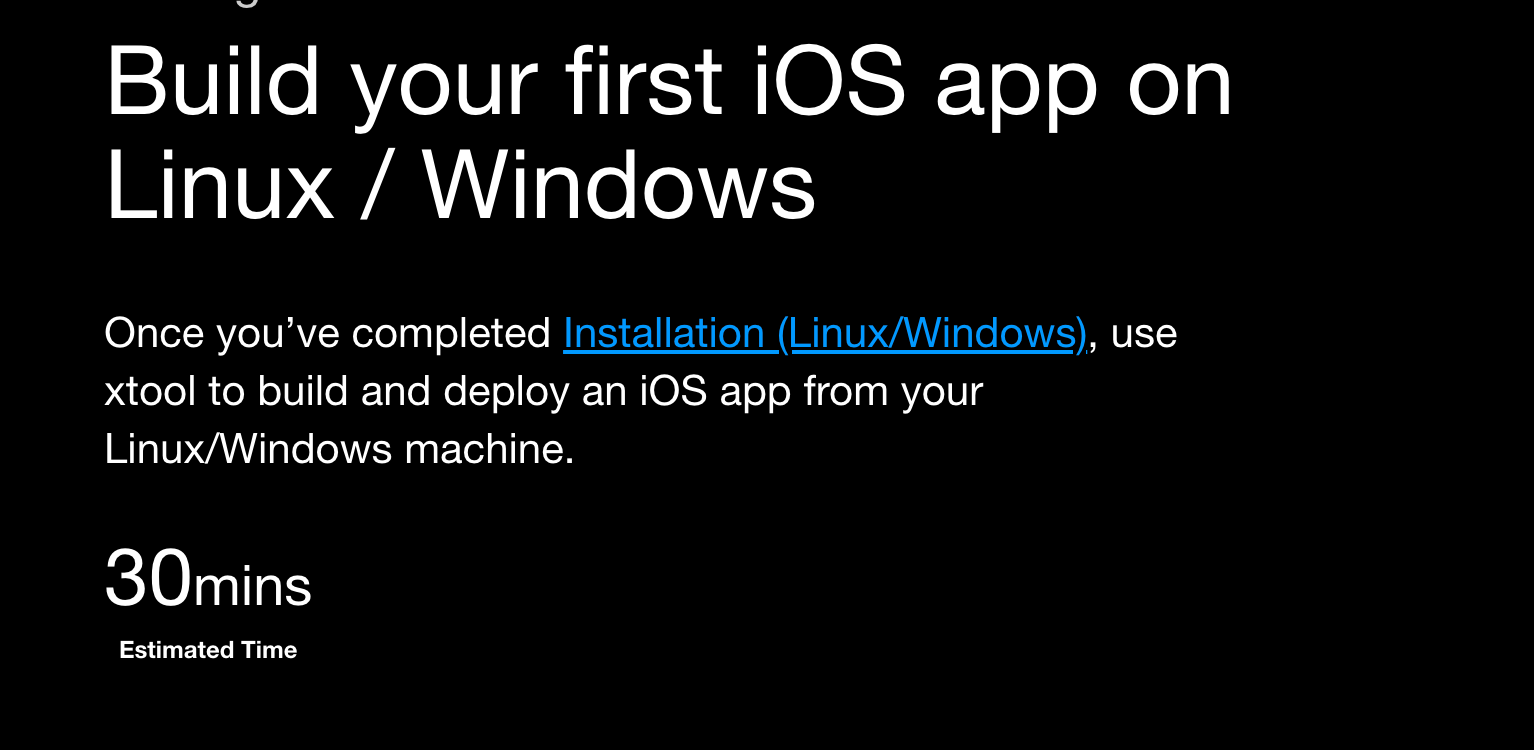 Build your first iOS app on
Linux / Windows
Once you’ve completed Installation (Linux/Windows), use
xtool to build and deploy an iOS app from your
Linux/Windows machine.
30mins
Estimated Time